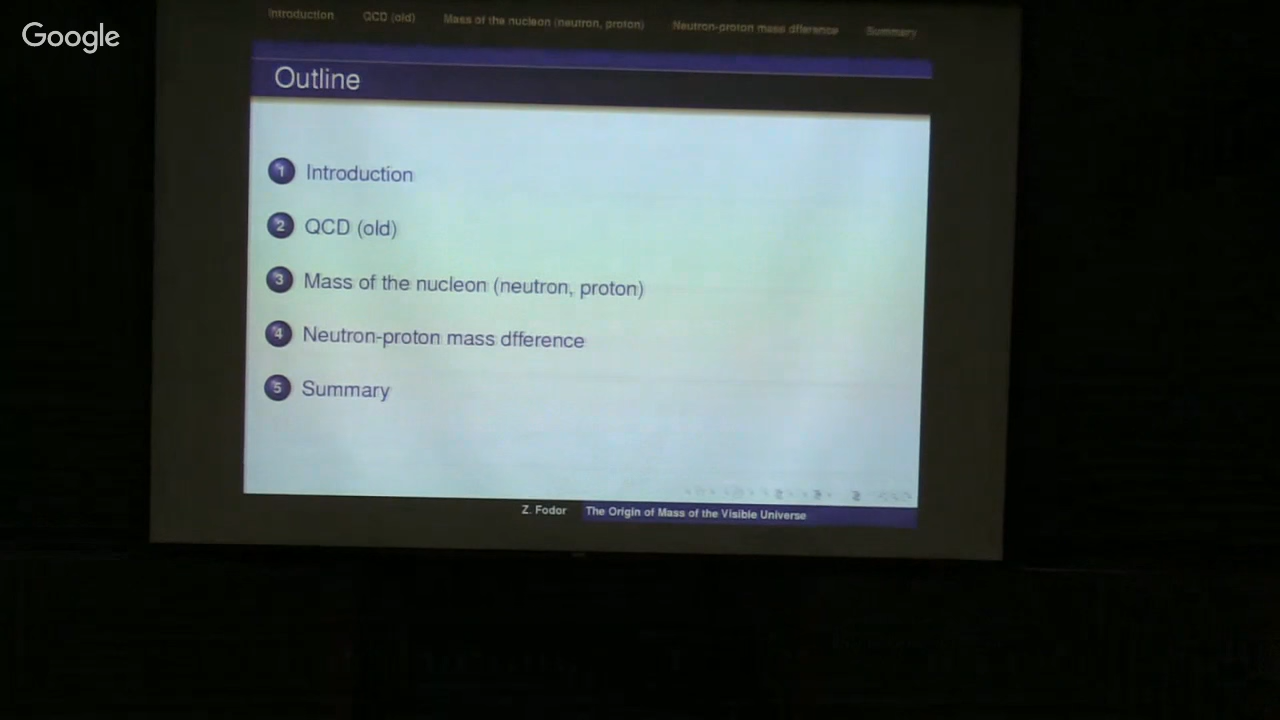 Google
Introduction QCD (old) Mass of the nucleon (neutron, proton) Neutron-proton mass dfference Summary
Outline
1 Introduction
2 QCD (old)
3 Mass of the nucleon (neutron, proton)
4 Neutron-proton mass dfference
5 Summary
Z. Fodor The Origin of Mass of the Visible Universe